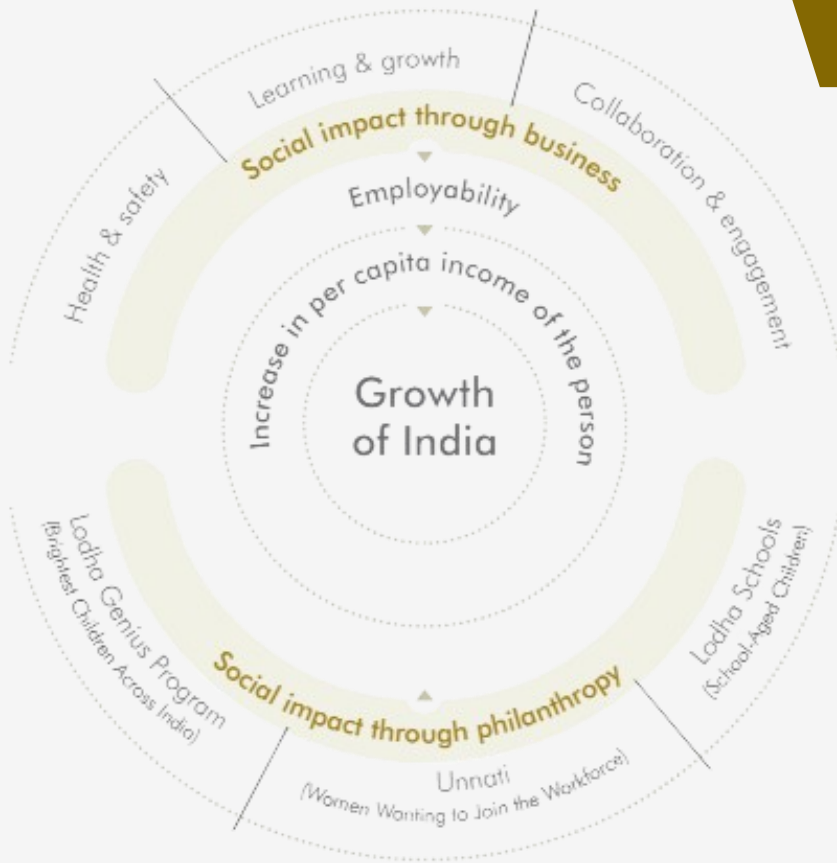 Health & safety
Learning & growth
Collaboration & engagement
Social impact through business
Employability
Increase in per capita income of the person
Growth
of India
Lodha Genius Program
(Brightest Children Across India)
Social impact through philanthropy
Unnati
(Women Wanting to Join the Workforce)
Lodha Schools
(School-Aged Children)